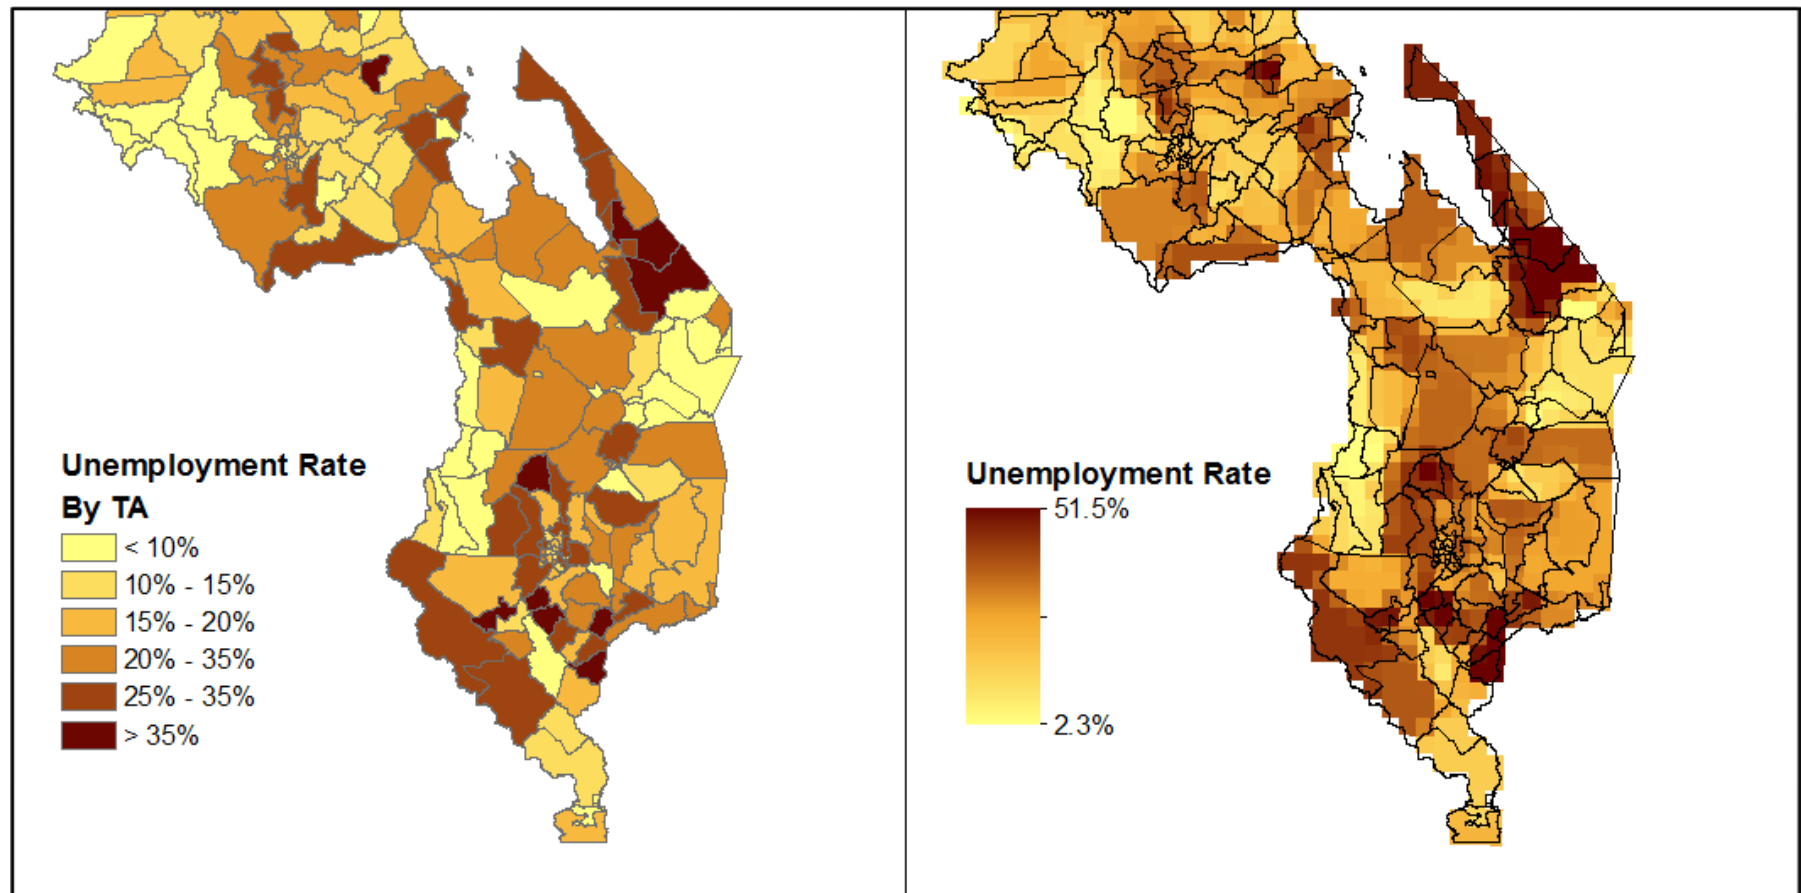 Unemployment Rate
By TA
< 10%
10% - 15%
15% - 20%
20% - 35%
25% - 35%
> 35%
Unemployment Rate
51.5%
2.3%